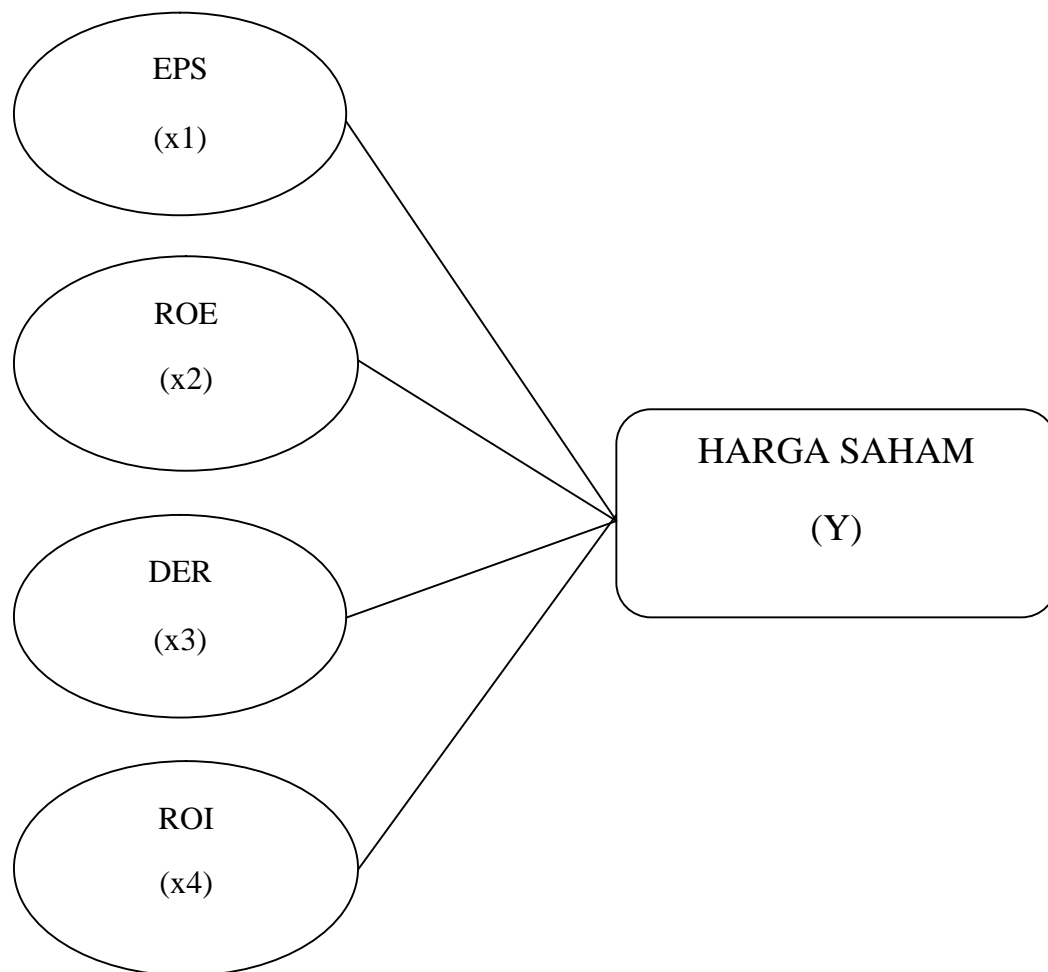 EPS
(x1)
ROE
(x2)
HARGA SAHAM
(Y)
DER
(x3)
ROI
(x4)